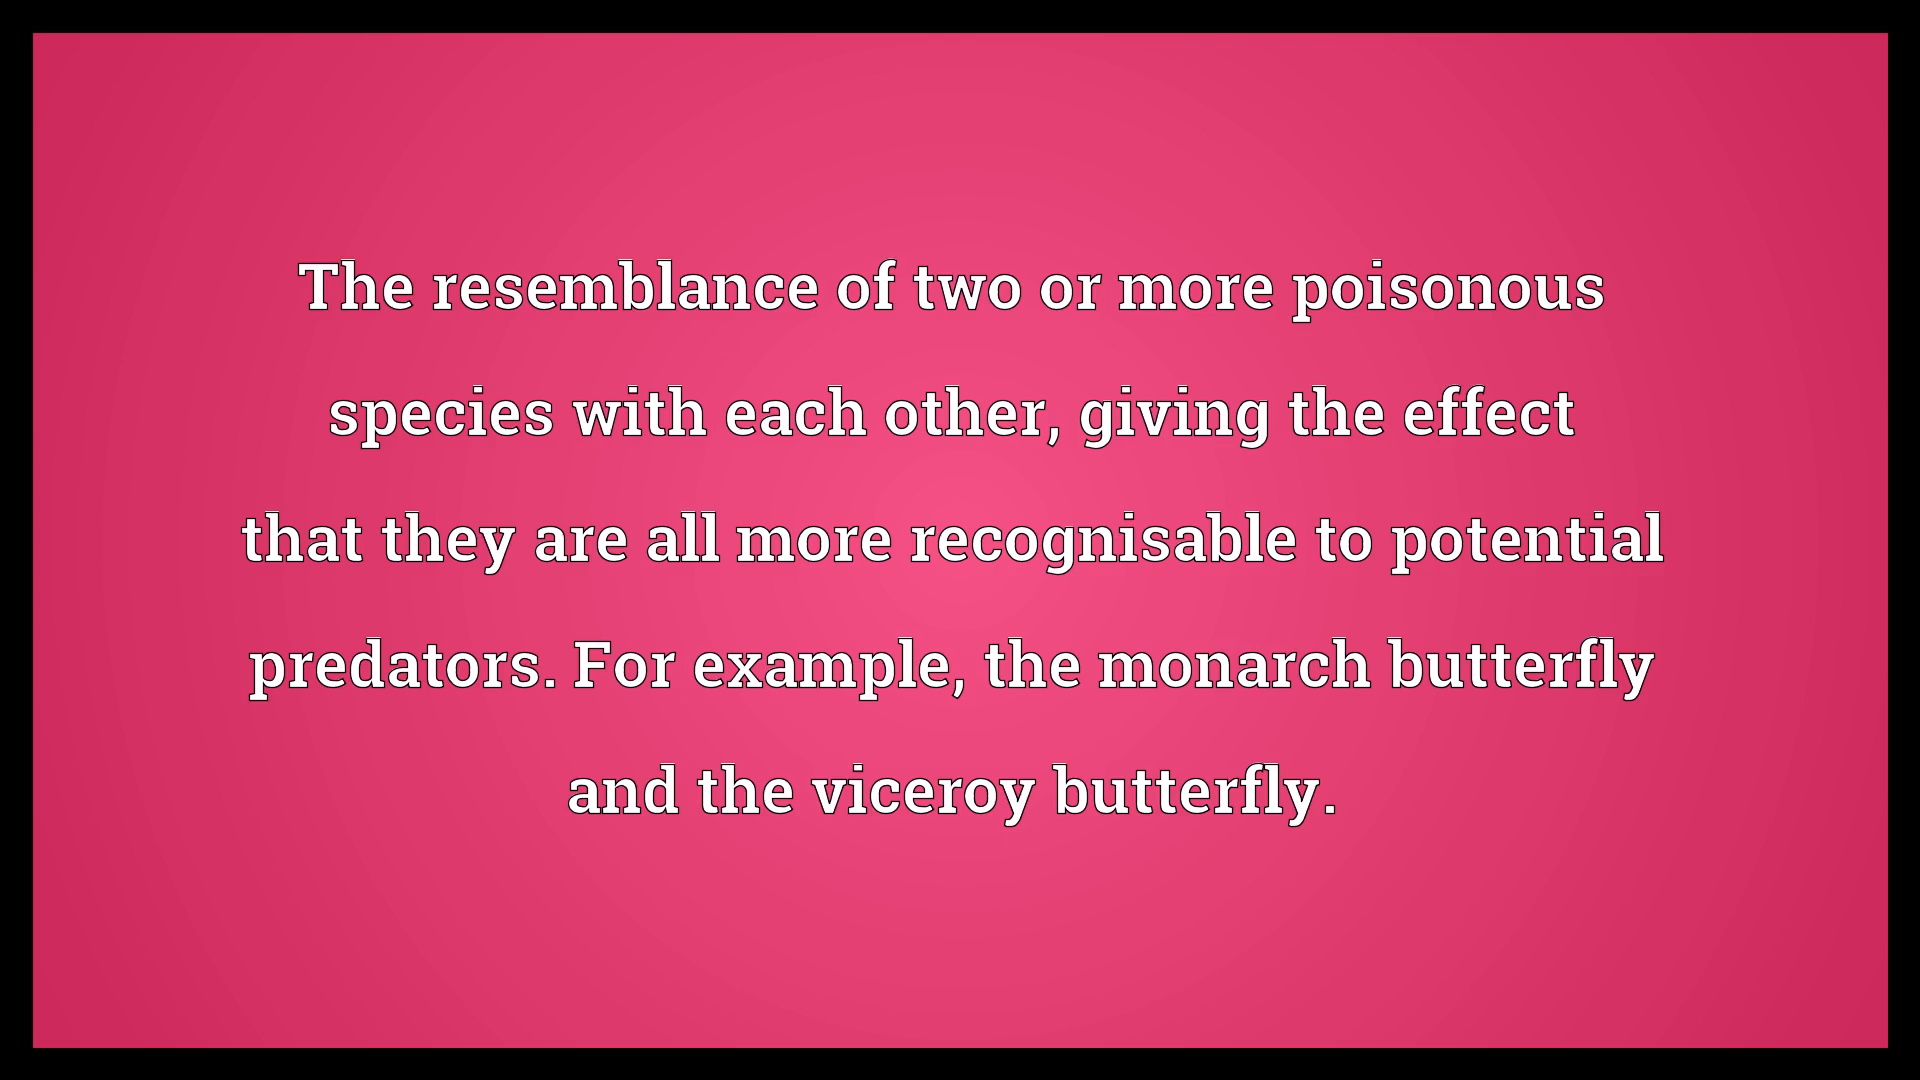 The resemblance of two or more poisonous
species with each other, giving the effect
that they are all more recognisable to potential
predators. For example, the monarch butterfly
and the viceroy butterfly.